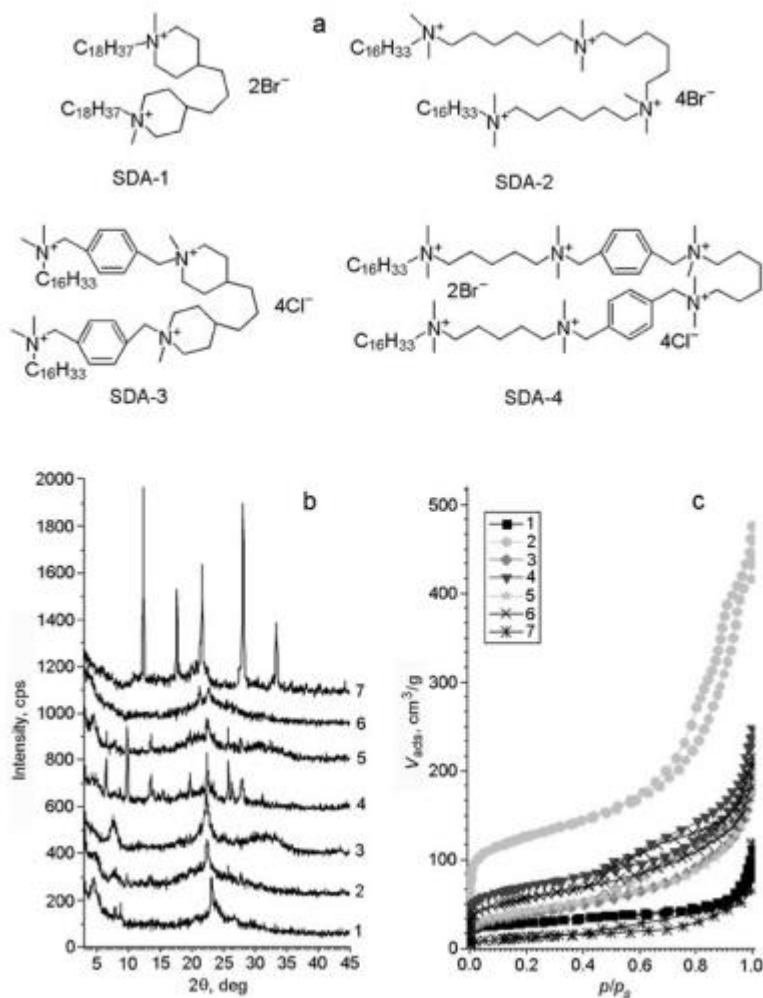 a
C18H37
N+
C18H37
N+
2Br−
SDA-1
C16H33
N+
N+
N+
C16H33
N+
4Br−
SDA-2
N+
C16H33
N+
4Cl−
N+
N+
C16H33
SDA-3
C16H33
N+
N+
N+
2Br−
N+
C16H33
N+
N+
4Cl−
SDA-4
b
Intensity, cps
2000
1800
1600
1400
1200
1000
800
600
400
200
0
7
6
5
4
3
2
1
5 10 15 20 25 30 35 40 45
2θ, deg
c
Vads, cm3/g
500
400
300
200
100
0
1
2
3
4
5
6
7
0.0 0.2 0.4 0.6 0.8 1.0
p/ps